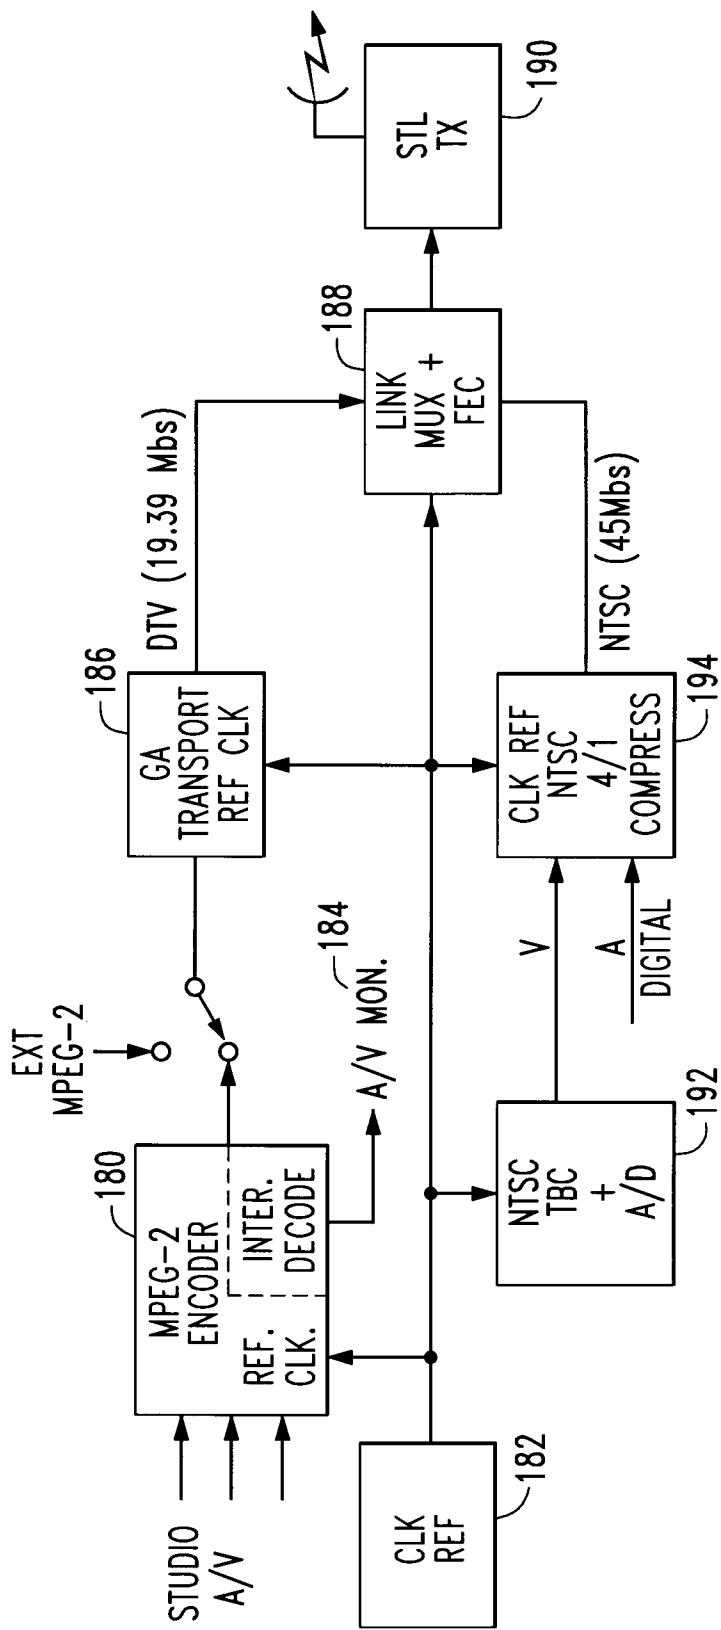 STUDIO
A/V
180
MPEG-2
ENCODER
REF.
CLK.
INTER.
DECODE
EXT
MPEG-2
A/V MON.
184
186
GA
TRANSPORT
REF CLK
DTV (19.39 Mbs)
188
LINK
MUX +
FEC
STL
TX
190
CLK
REF
182
NTSC
TBC
+
A/D
192
V
A
DIGITAL
CLK REF
NTSC
4/1
COMPRESS
194
NTSC (45Mbs)